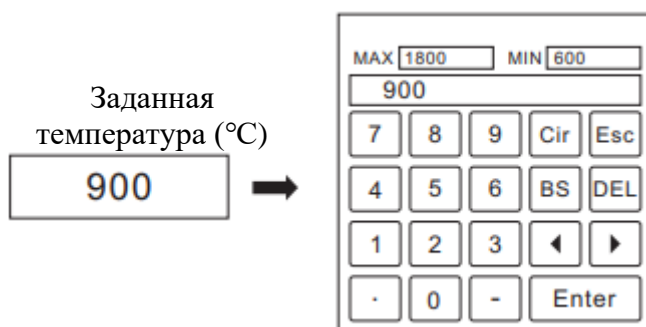 Заданная
температура (°C)
900
MAX 1800 MIN 600
900
7 8 9 Cir Esc
4 5 6 BS DEL
1 2 3
. 0 - Enter